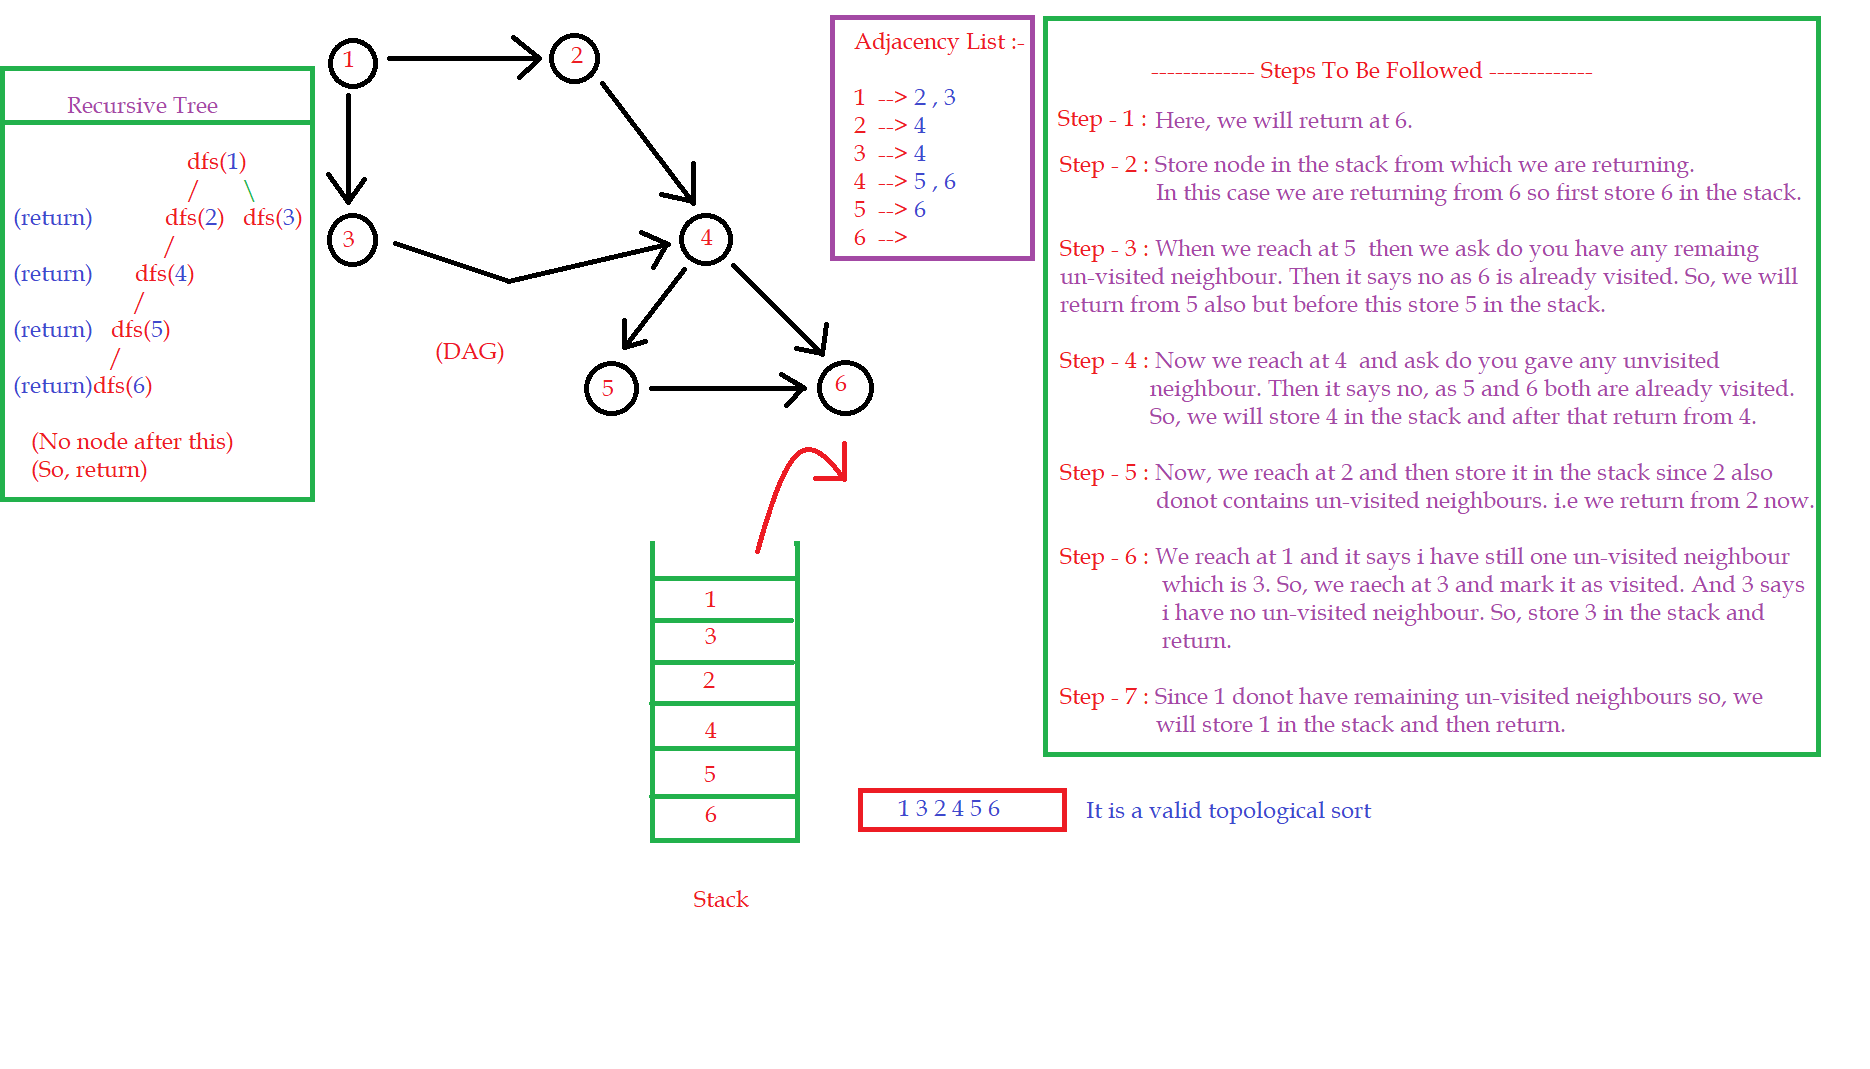 Recursive Tree
dfs(1)
/ \
(return) dfs(2) dfs(3)
/
(return) dfs(4)
/
(return) dfs(5)
/
(return)dfs(6)
(No node after this)
(So, return)
1
2
3
4
5
6
(DAG)
Adjacency List :-
1 --> 2 , 3
2 --> 4
3 --> 4
4 --> 5 , 6
5 --> 6
6 -->
------------- Steps To Be Followed -------------
Step - 1 : Here, we will return at 6.
Step - 2 : Store node in the stack from which we are returning.
In this case we are returning from 6 so first store 6 in the stack.
Step - 3 : When we reach at 5 then we ask do you have any remaing
un-visited neighbour. Then it says no as 6 is already visited. So, we will
return from 5 also but before this store 5 in the stack.
Step - 4 : Now we reach at 4 and ask do you gave any unvisited
neighbour. Then it says no, as 5 and 6 both are already visited.
So, we will store 4 in the stack and after that return from 4.
Step - 5 : Now, we reach at 2 and then store it in the stack since 2 also
donot contains un-visited neighbours. i.e we return from 2 now.
Step - 6 : We reach at 1 and it says i have still one un-visited neighbour
which is 3. So, we raech at 3 and mark it as visited. And 3 says
i have no un-visited neighbour. So, store 3 in the stack and
return.
Step - 7 : Since 1 donot have remaining un-visited neighbours so, we
will store 1 in the stack and then return.
1
3
2
4
5
6
Stack
1 3 2 4 5 6
It is a valid topological sort